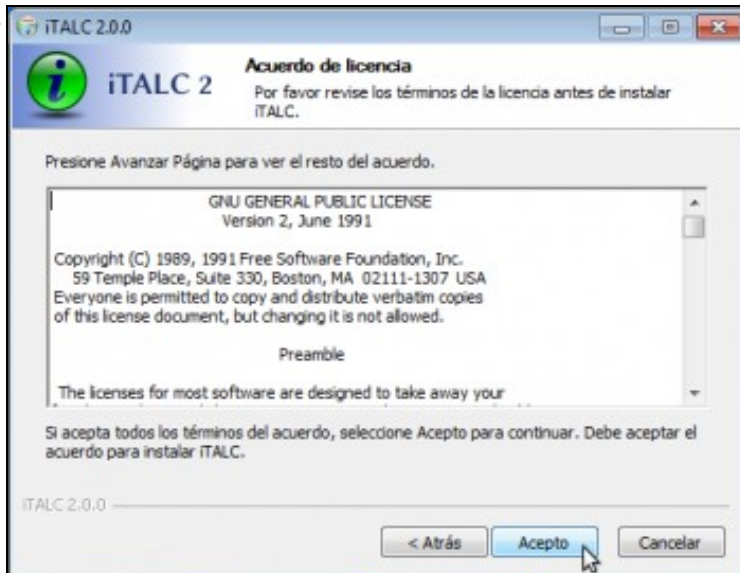 iTALC 2.0.0
iTALC 2
Acuerdo de licencia
Por favor revise los términos de la licencia antes de instalar
iTALC.
Presione Avanzar Página para ver el resto del acuerdo.
GNU GENERAL PUBLIC LICENSE
Version 2, June 1991
Copyright (C) 1989, 1991 Free Software Foundation, Inc.
59 Temple Place, Suite 330, Boston, MA 02111-1307 USA
Everyone is permitted to copy and distribute verbatim copies
of this license document, but changing it is not allowed.
Preamble
The licenses for most software are designed to take away your
Si acepta todos los términos del acuerdo, seleccione Acepto para continuar. Debe aceptar el
acuerdo para instalar iTALC.
iTALC 2.0.0
< Atrás
Acepto
Cancelar